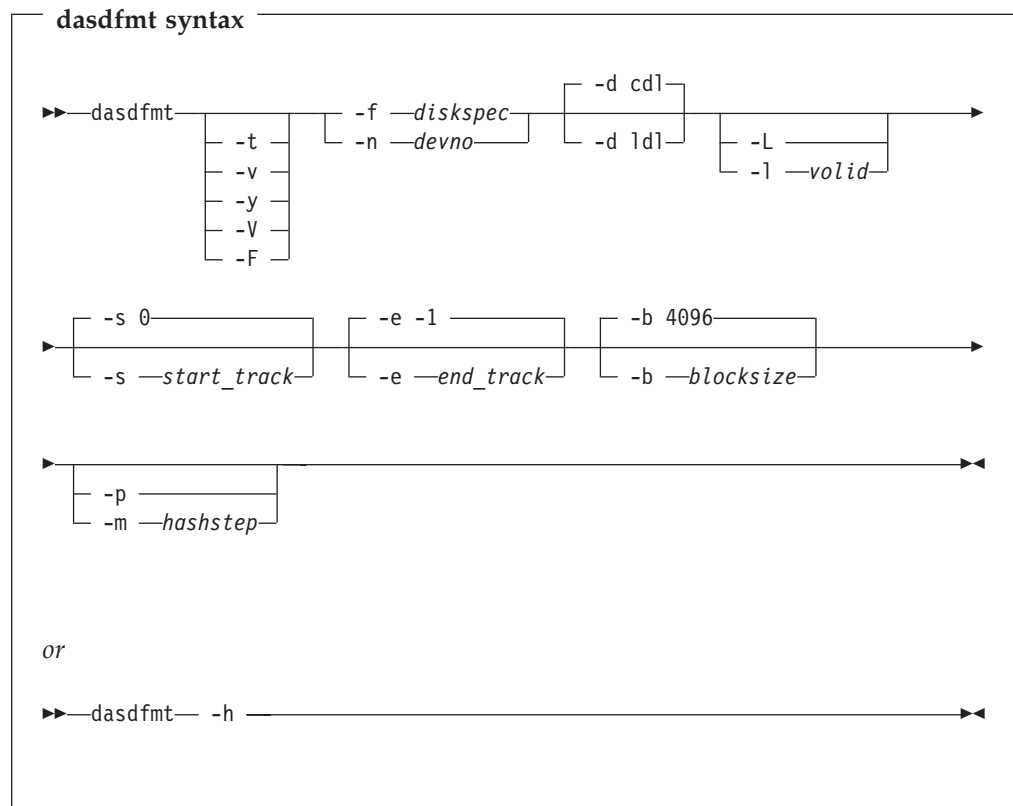 dasdfmt syntax
-d cdl
dasdfmt -f diskspec
-t -n devno -d ldl -L
-v -l volid
-y
-V
-F
-s 0 -e -1 -b 4096
-s start_track -e end_track -b blocksize
-p
-m hashstep
or
dasdfmt -h